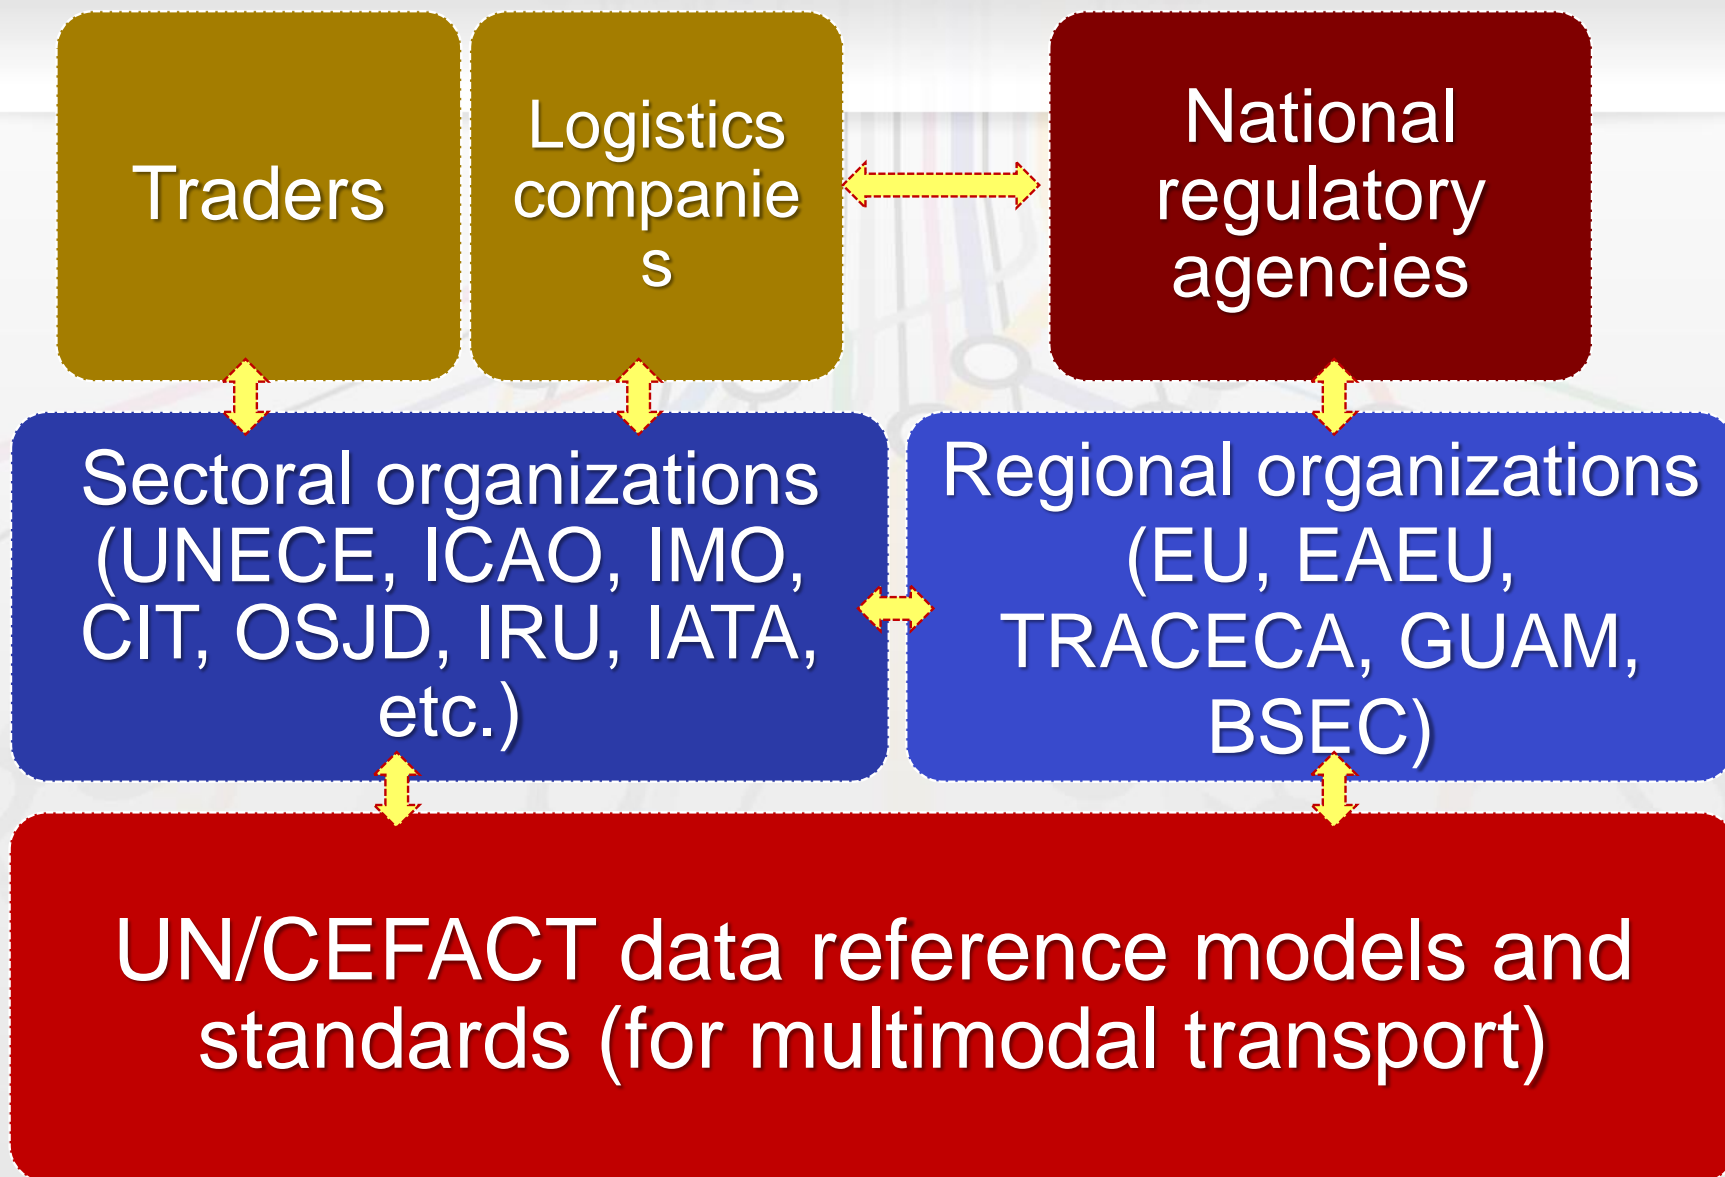 Traders
Logistics
companie
s
National
regulatory
agencies
Sectoral organizations
(UNECE, ICAO, IMO,
CIT, OSJD, IRU, IATA,
etc.)
Regional organizations
(EU, EAEU,
TRACECA, GUAM,
BSEC)
UN/CEFACT data reference models and
standards (for multimodal transport)